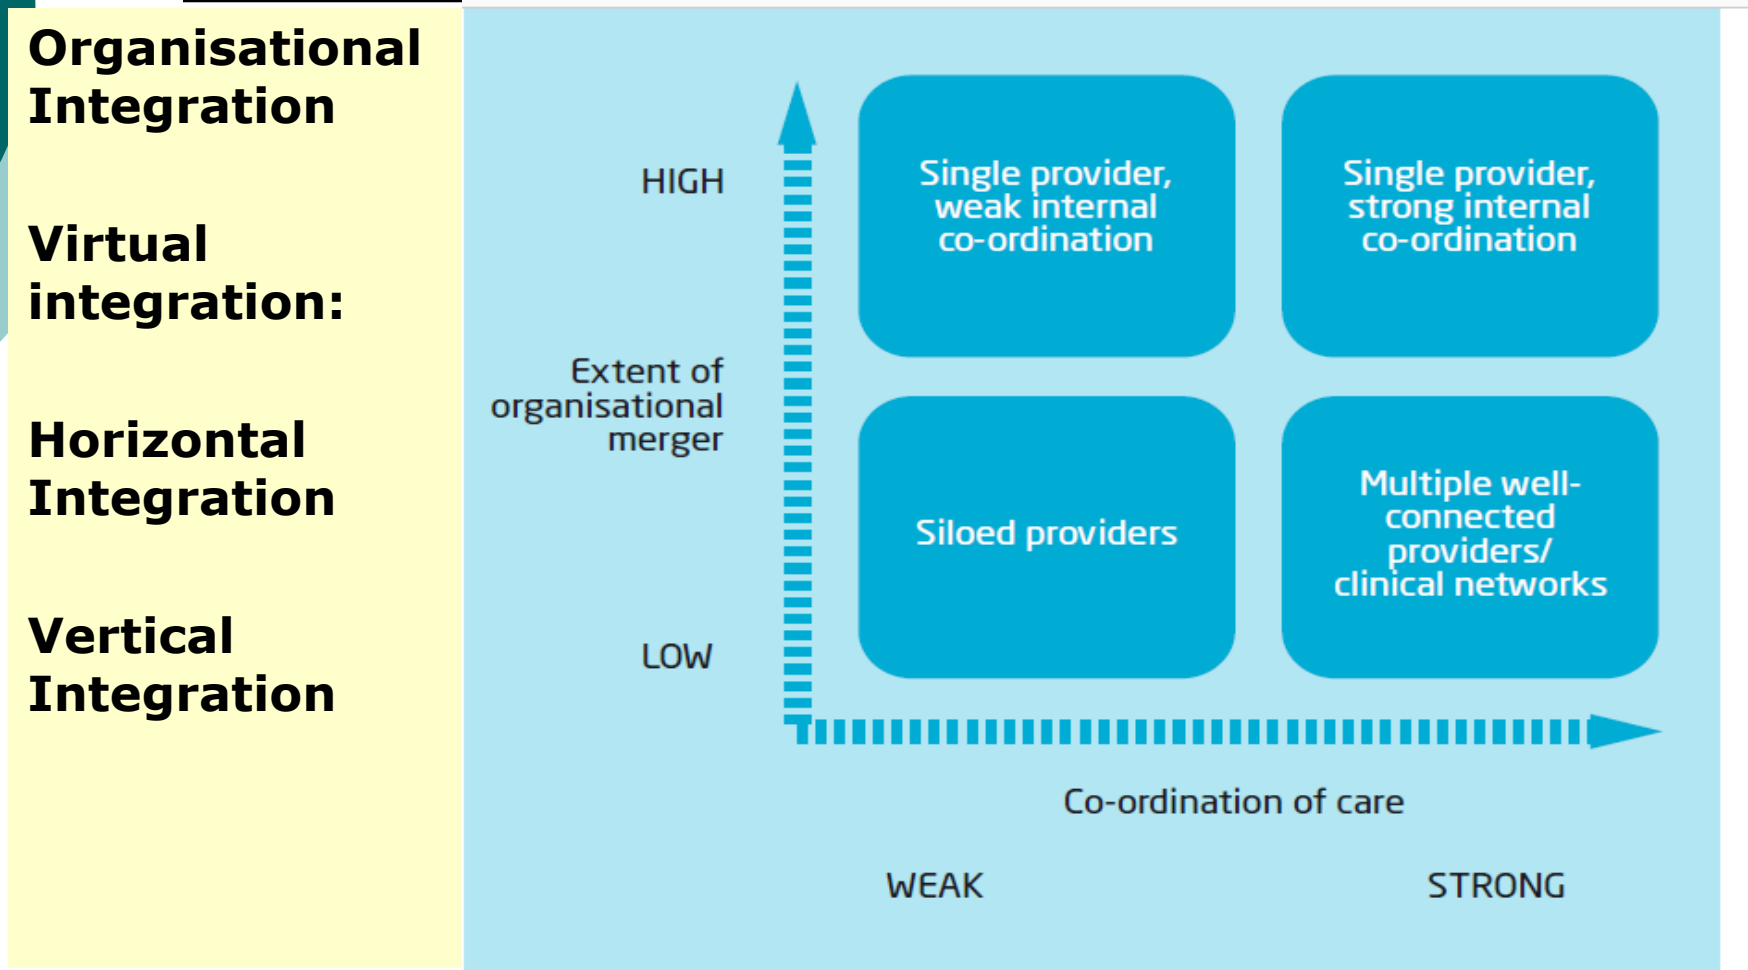 Organisational
Integration
Virtual
integration:
Horizontal
Integration
Vertical
Integration
HIGH
Extent of
organisational
merger
LOW
Single provider,
weak internal
co-ordination
Single provider,
strong internal
co-ordination
Siloed providers
Multiple well-
connected
providers/
clinical networks
Co-ordination of care
WEAK
STRONG